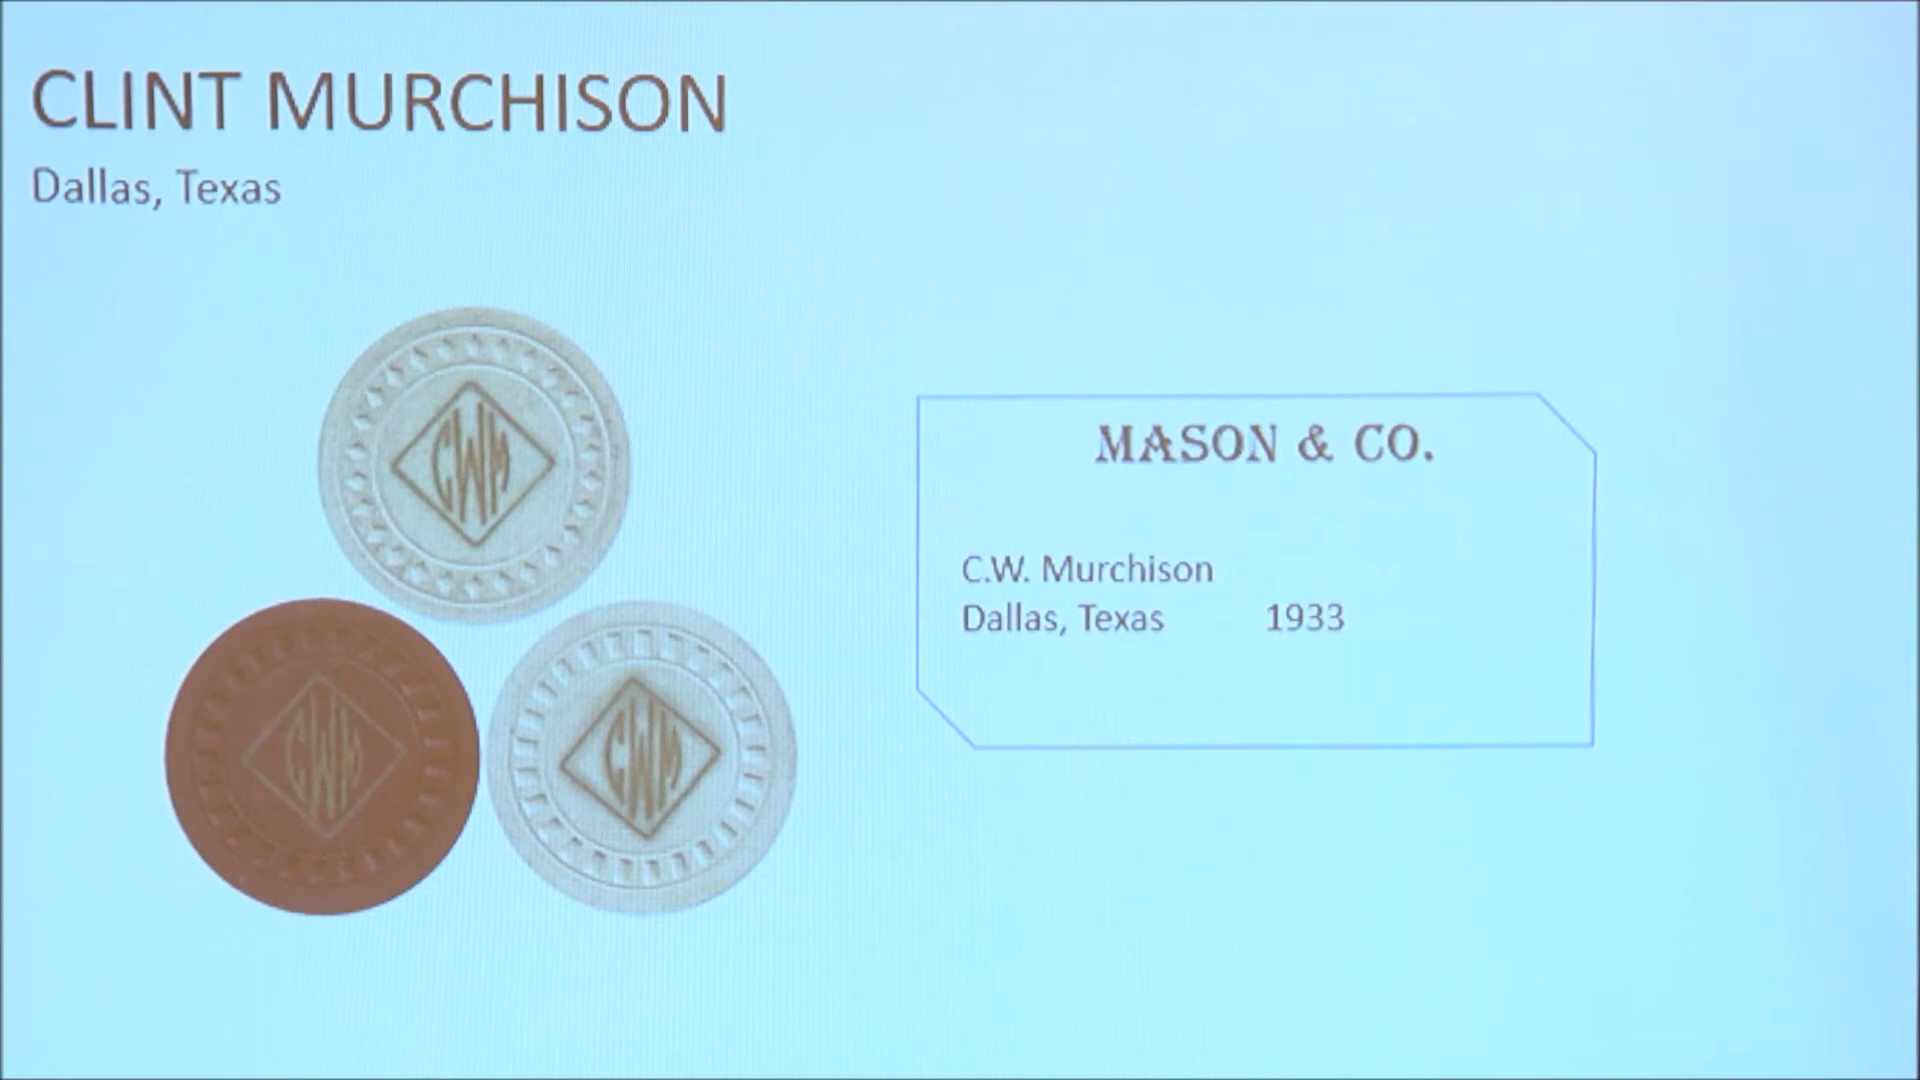 CLINT MURCHISON
Dallas, Texas
CWM
CWM
CWM
MASON & CO.
C.W. Murchison
Dallas, Texas 1933